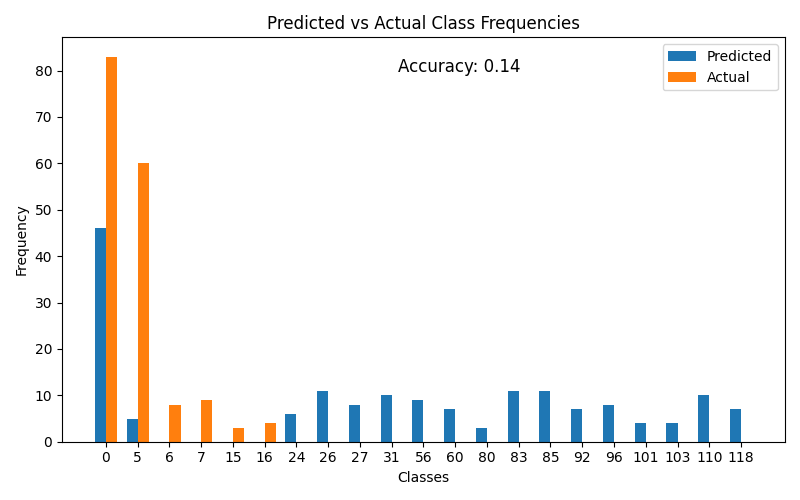 Predicted vs Actual Class Frequencies
Accuracy: 0.14
Predicted
Actual
Frequency
80
70
60
50
40
30
20
10
0
0 5 6 7 15 16 24 26 27 31 56 60 80 83 85 92 96 101 103 110 118
Classes